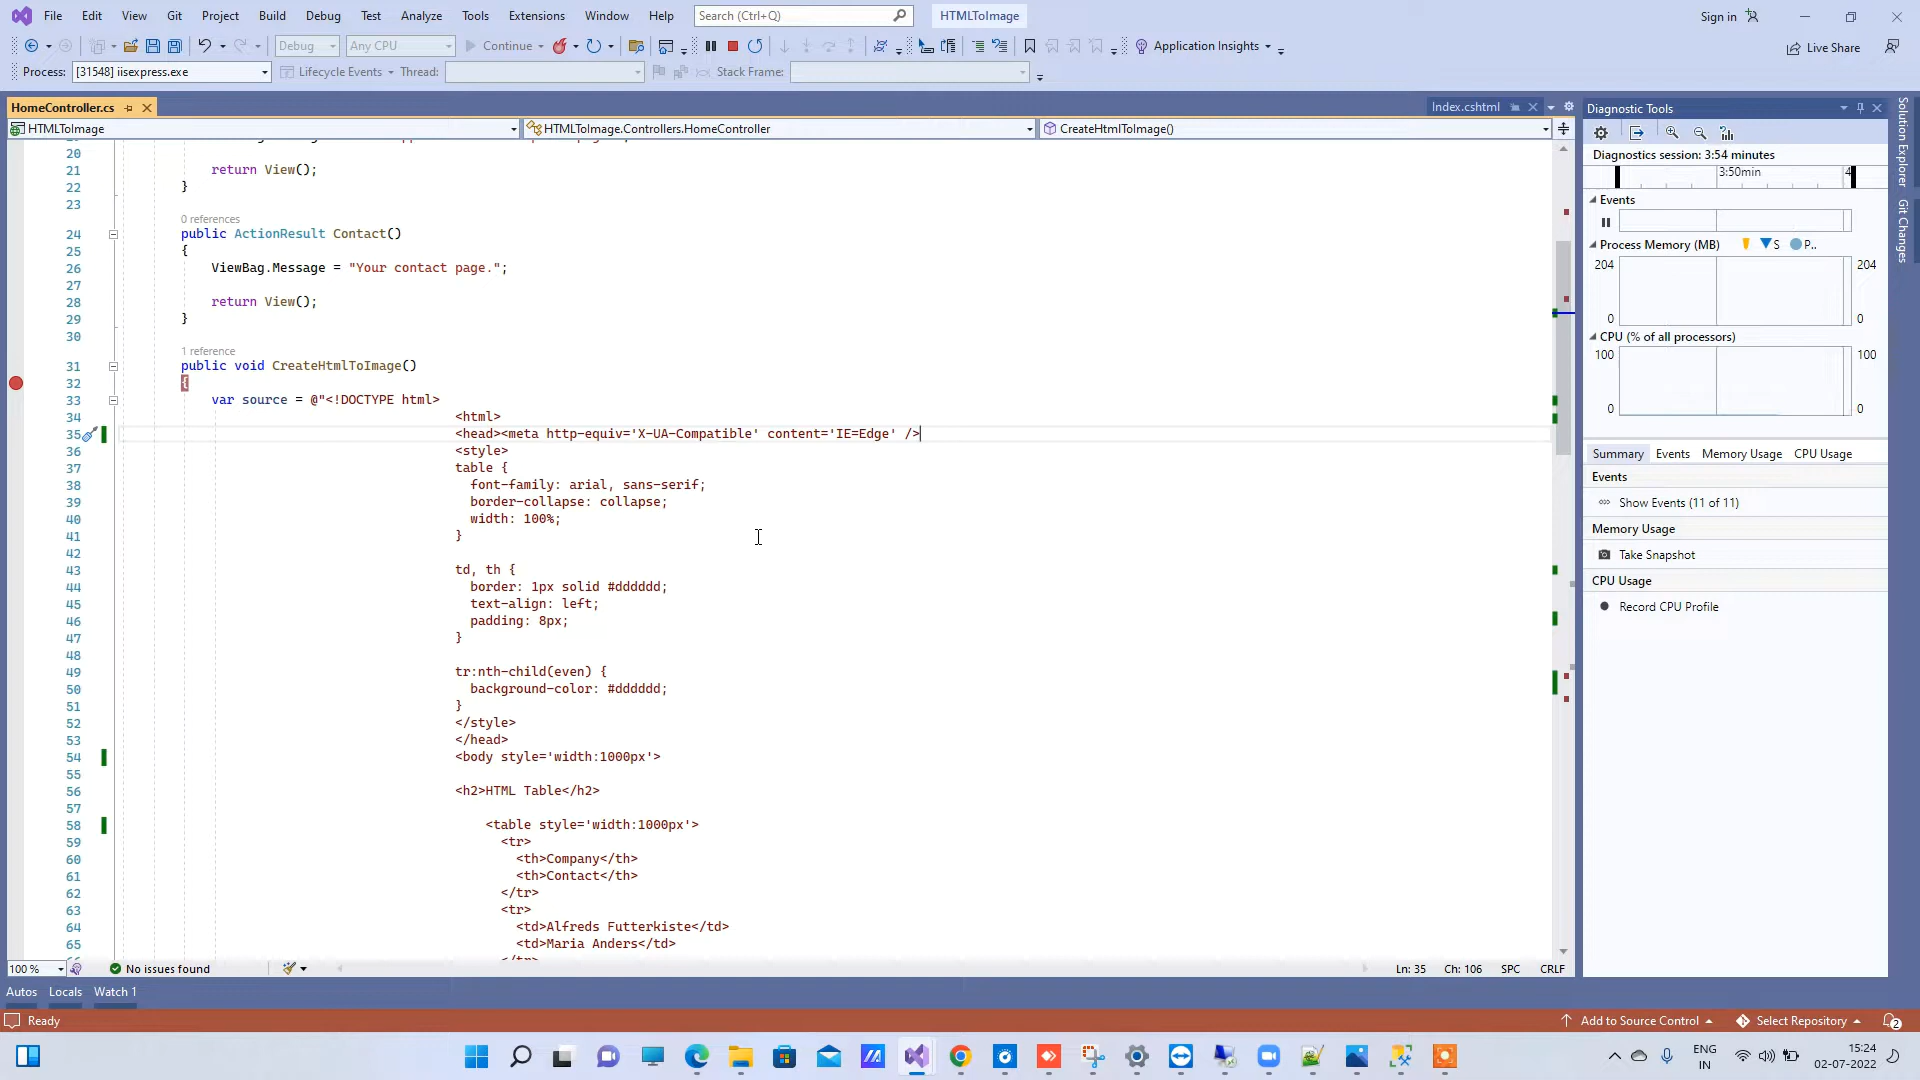 File Edit View Git Project Build Debug Test Analyze Tools Extensions Window Help Search (Ctrl+Q) HTMLToImage Sign in
Debug Any CPU Continue Application Insights Live Share
Process: [31548] iisexpress.exe Lifecycle Events Thread: Stack Frame:
HomeController.cs Index.cshtml
HTMLToImage HTMLToImage.Controllers.HomeController CreateHtmlToImage()
20
21 return View();
22 }
23
0 references
24 public ActionResult Contact()
25 {
26 ViewBag.Message = "Your contact page.";
27
28 return View();
29 }
30
1 reference
31 public void CreateHtmlToImage()
32 {
33 var source = @"<!DOCTYPE html>
34 <html>
35 <head><meta http-equiv='X-UA-Compatible' content='IE=Edge' />
36 <style>
37 table {
38 font-family: arial, sans-serif;
39 border-collapse: collapse;
40 width: 100%;
41 }
42
43 td, th {
44 border: 1px solid #dddddd;
45 text-align: left;
46 padding: 8px;
47 }
48
49 tr:nth-child(even) {
50 background-color: #dddddd;
51 }
52 </style>
53 </head>
54 <body style='width:1000px'>
55
56 <h2>HTML Table</h2>
57
58 <table style='width:1000px'>
59 <tr>
60 <th>Company</th>
61 <th>Contact</th>
62 </tr>
63 <tr>
64 <td>Alfreds Futterkiste</td>
65 <td>Maria Anders</td>
100 % No issues found Ln: 35 Ch: 106 SPC CRLF
Autos Locals Watch 1
Ready Add to Source Control Select Repository 2
Diagnostic Tools
Diagnostics session: 3:54 minutes
3:50min 4
Events
Process Memory (MB) S P..
204 204
0 0
CPU (% of all processors)
100 100
0 0
Summary Events Memory Usage CPU Usage
Events
Show Events (11 of 11)
Memory Usage
Take Snapshot
CPU Usage
Record CPU Profile
Solution Explorer
Git Changes
ENG
IN
15:24
02-07-2022